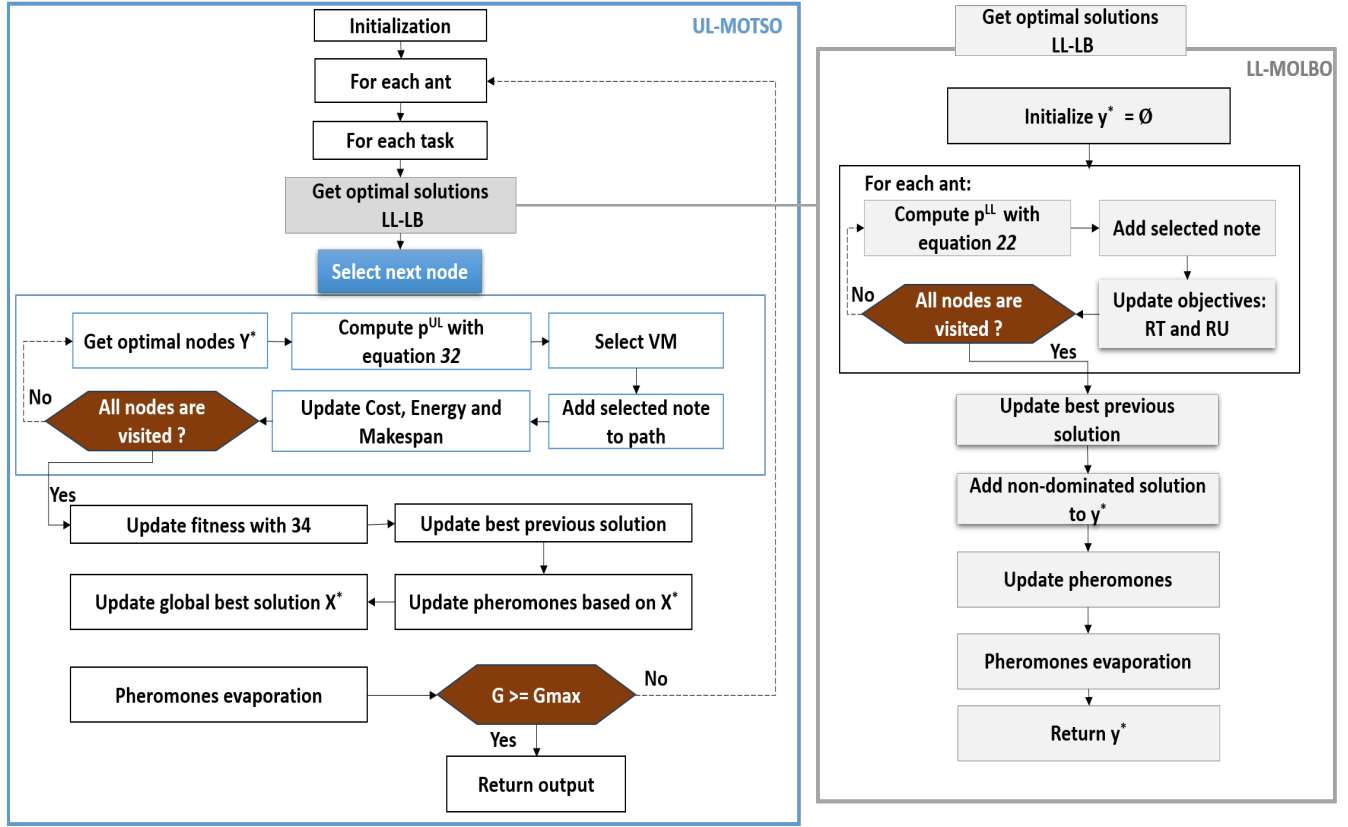 UL-MOTSO
Initialization
For each ant
For each task
Get optimal solutions
LL-LB
Select next node
Get optimal nodes Y*
Compute pUL with
equation 32
Select VM
No
All nodes are
visited ?
Update Cost, Energy and
Makespan
Add selected note
to path
Yes
Update fitness with 34
Update best previous solution
Update global best solution X*
Update pheromones based on X*
Pheromones evaporation
G >= Gmax
No
Yes
Return output
Get optimal solutions
LL-LB
LL-MOLBO
Initialize y* = Ø
For each ant:
Compute pLL with
equation 22
Add selected note
No
All nodes are
visited ?
Update objectives:
RT and RU
Yes
Update best previous
solution
Add non-dominated solution
to y*
Update pheromones
Pheromones evaporation
Return y*